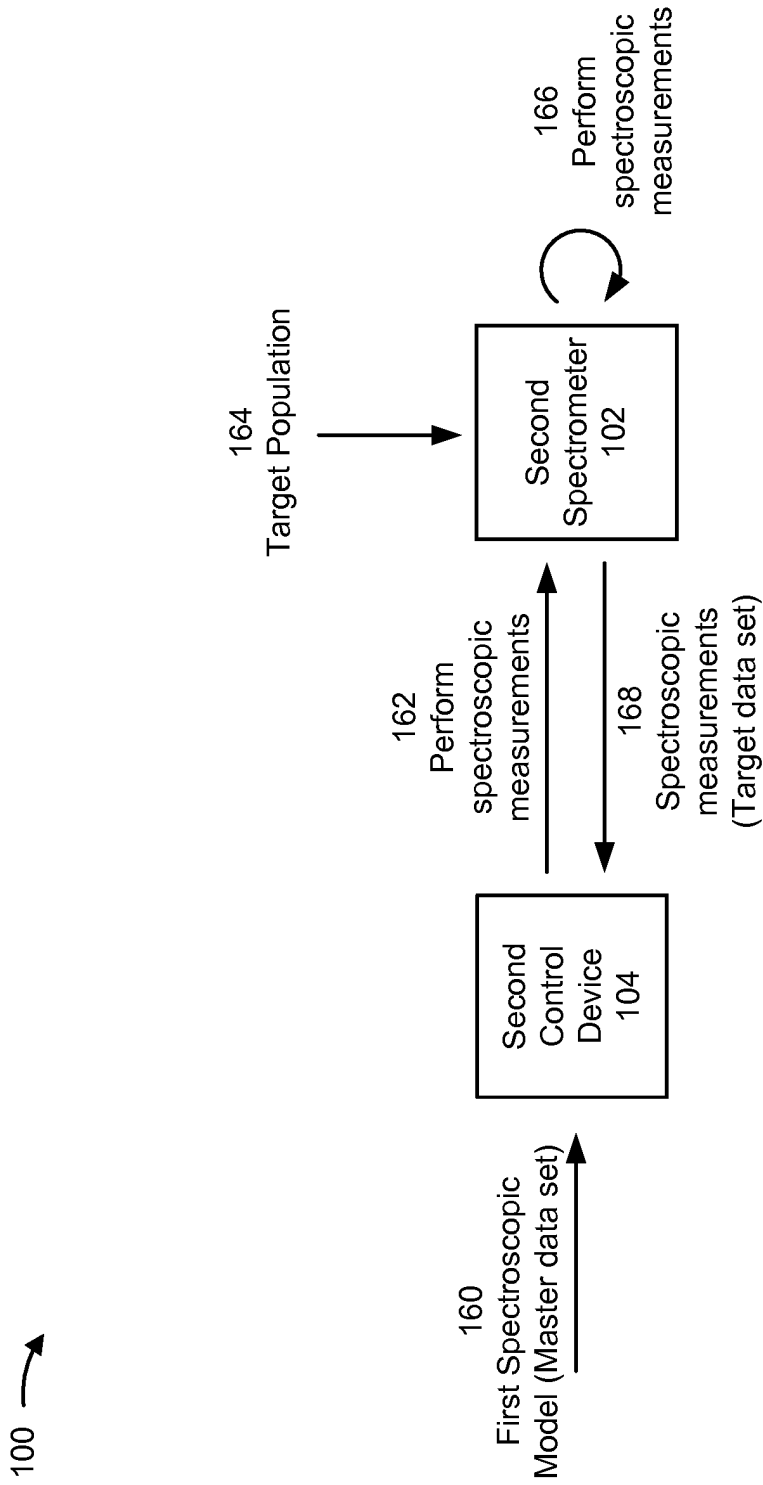 100
160
First Spectroscopic
Model (Master data set)
Second
Control
Device
104
162
Perform
spectroscopic
measurements
168
Spectroscopic
measurements
(Target data set)
164
Target Population
Second
Spectrometer
102
166
Perform
spectroscopic
measurements